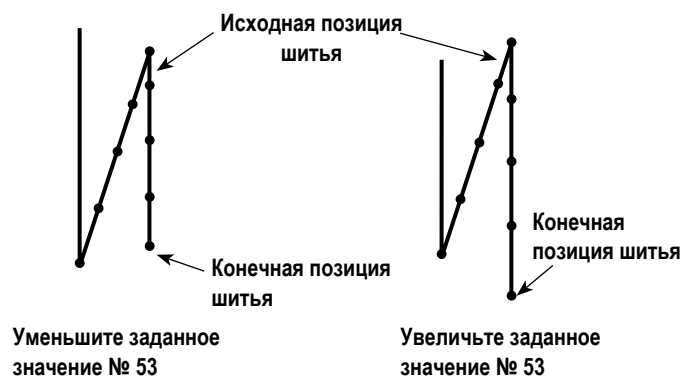 Исходная позиция
шитья
Конечная
позиция шитья
Конечная позиция
шитья
Уменьшите заданное
значение № 53
Увеличьте заданное
значение № 53